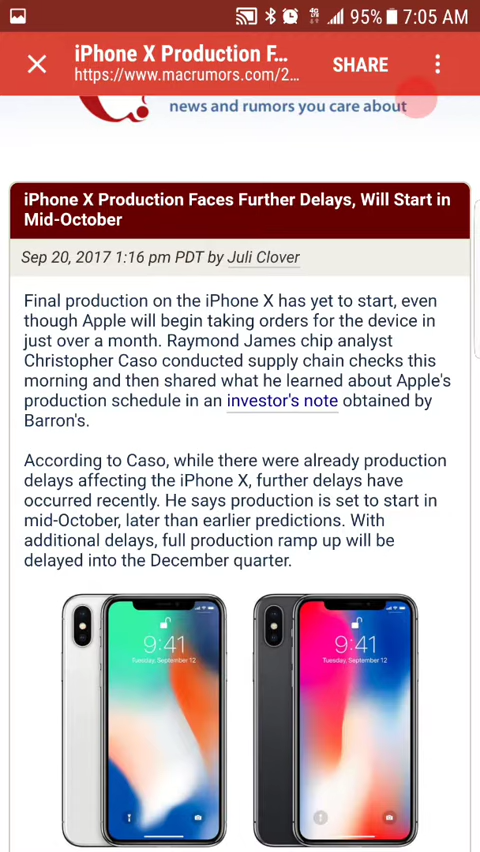 95% 7:05 AM
iPhone X Production F...
https://www.macrumors.com/2...
SHARE
news and rumors you care about
iPhone X Production Faces Further Delays, Will Start in
Mid-October
Sep 20, 2017 1:16 pm PDT by Juli Clover
Final production on the iPhone X has yet to start, even
though Apple will begin taking orders for the device in
just over a month. Raymond James chip analyst
Christopher Caso conducted supply chain checks this
morning and then shared what he learned about Apple's
production schedule in an investor's note obtained by
Barron's.
According to Caso, while there were already production
delays affecting the iPhone X, further delays have
occurred recently. He says production is set to start in
mid-October, later than earlier predictions. With
additional delays, full production ramp up will be
delayed into the December quarter.
9:41
Tuesday, September 12
9:41
Tuesday, September 12